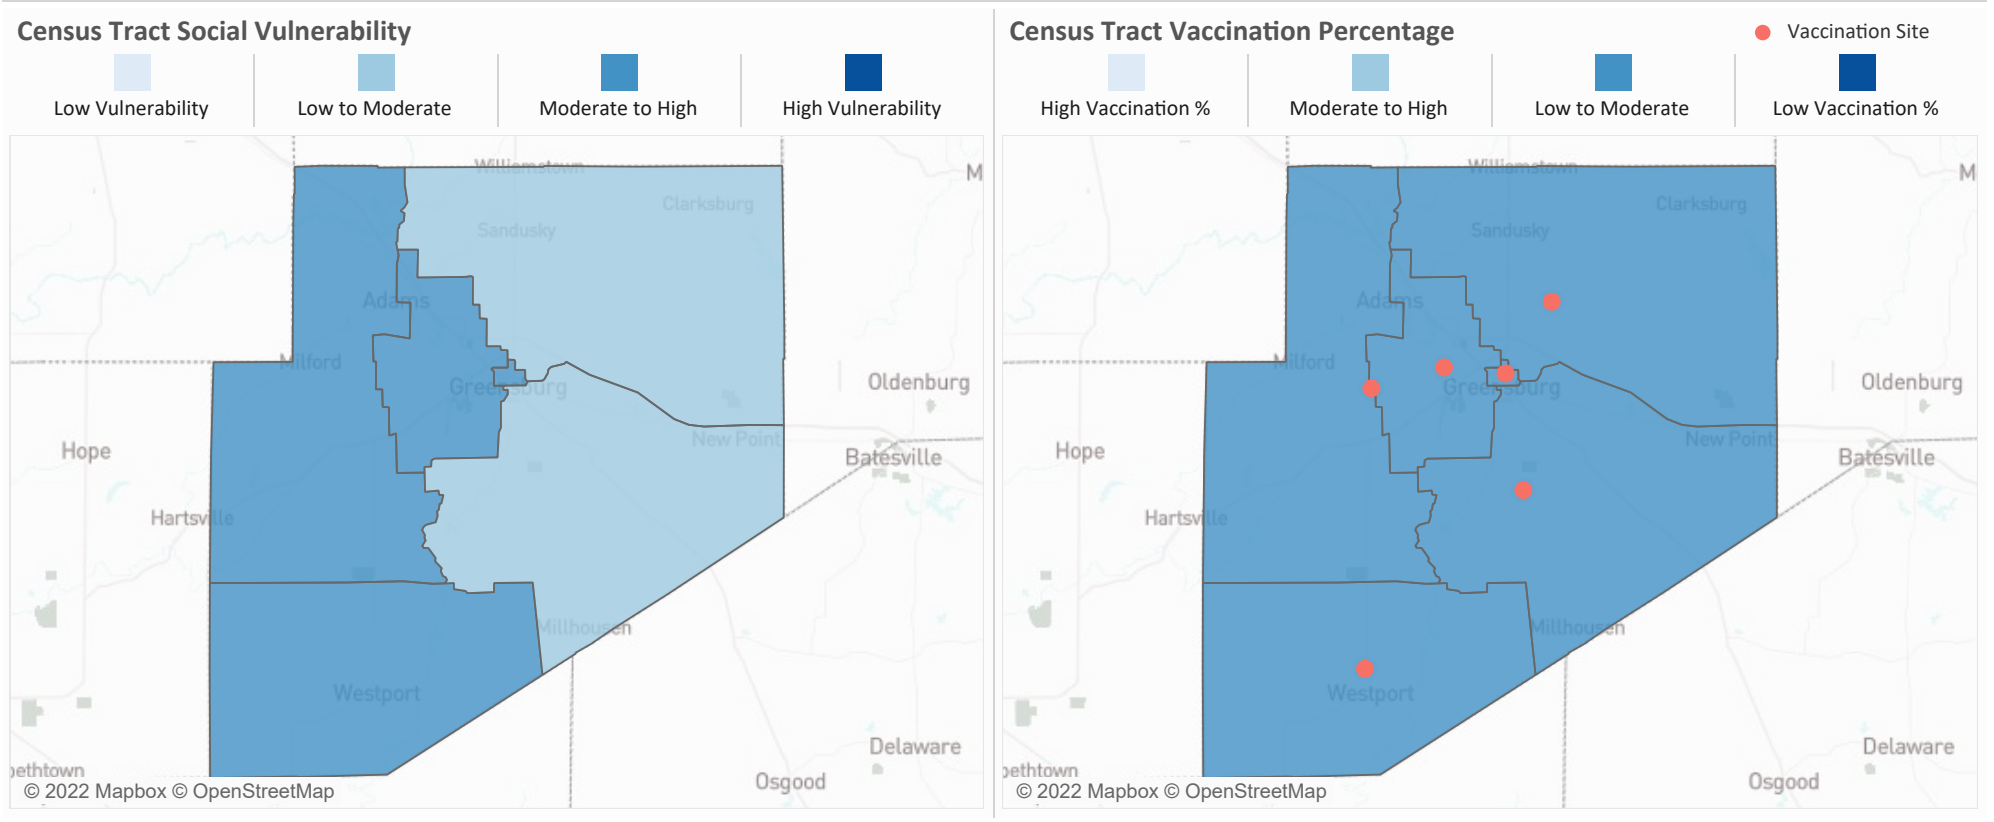 Census Tract Social Vulnerability
Low Vulnerability
Low to Moderate
Moderate to High
High Vulnerability
Williamstown
M
Clarksburg
Sandusky
Adams
Milford
Greensburg
Oldenburg
New Point
Hope
Batesville
Hartsville
Millhousen
Westport
Delaware
bethtown
Osgood
© 2022 Mapbox © OpenStreetMap
Census Tract Vaccination Percentage
Vaccination Site
High Vaccination %
Moderate to High
Low to Moderate
Low Vaccination %
Williamstown
M
Clarksburg
Sandusky
Adams
Milford
Greensburg
Oldenburg
New Point
Hope
Batesville
Hartsville
Millhousen
Westport
Delaware
bethtown
Osgood
© 2022 Mapbox © OpenStreetMap